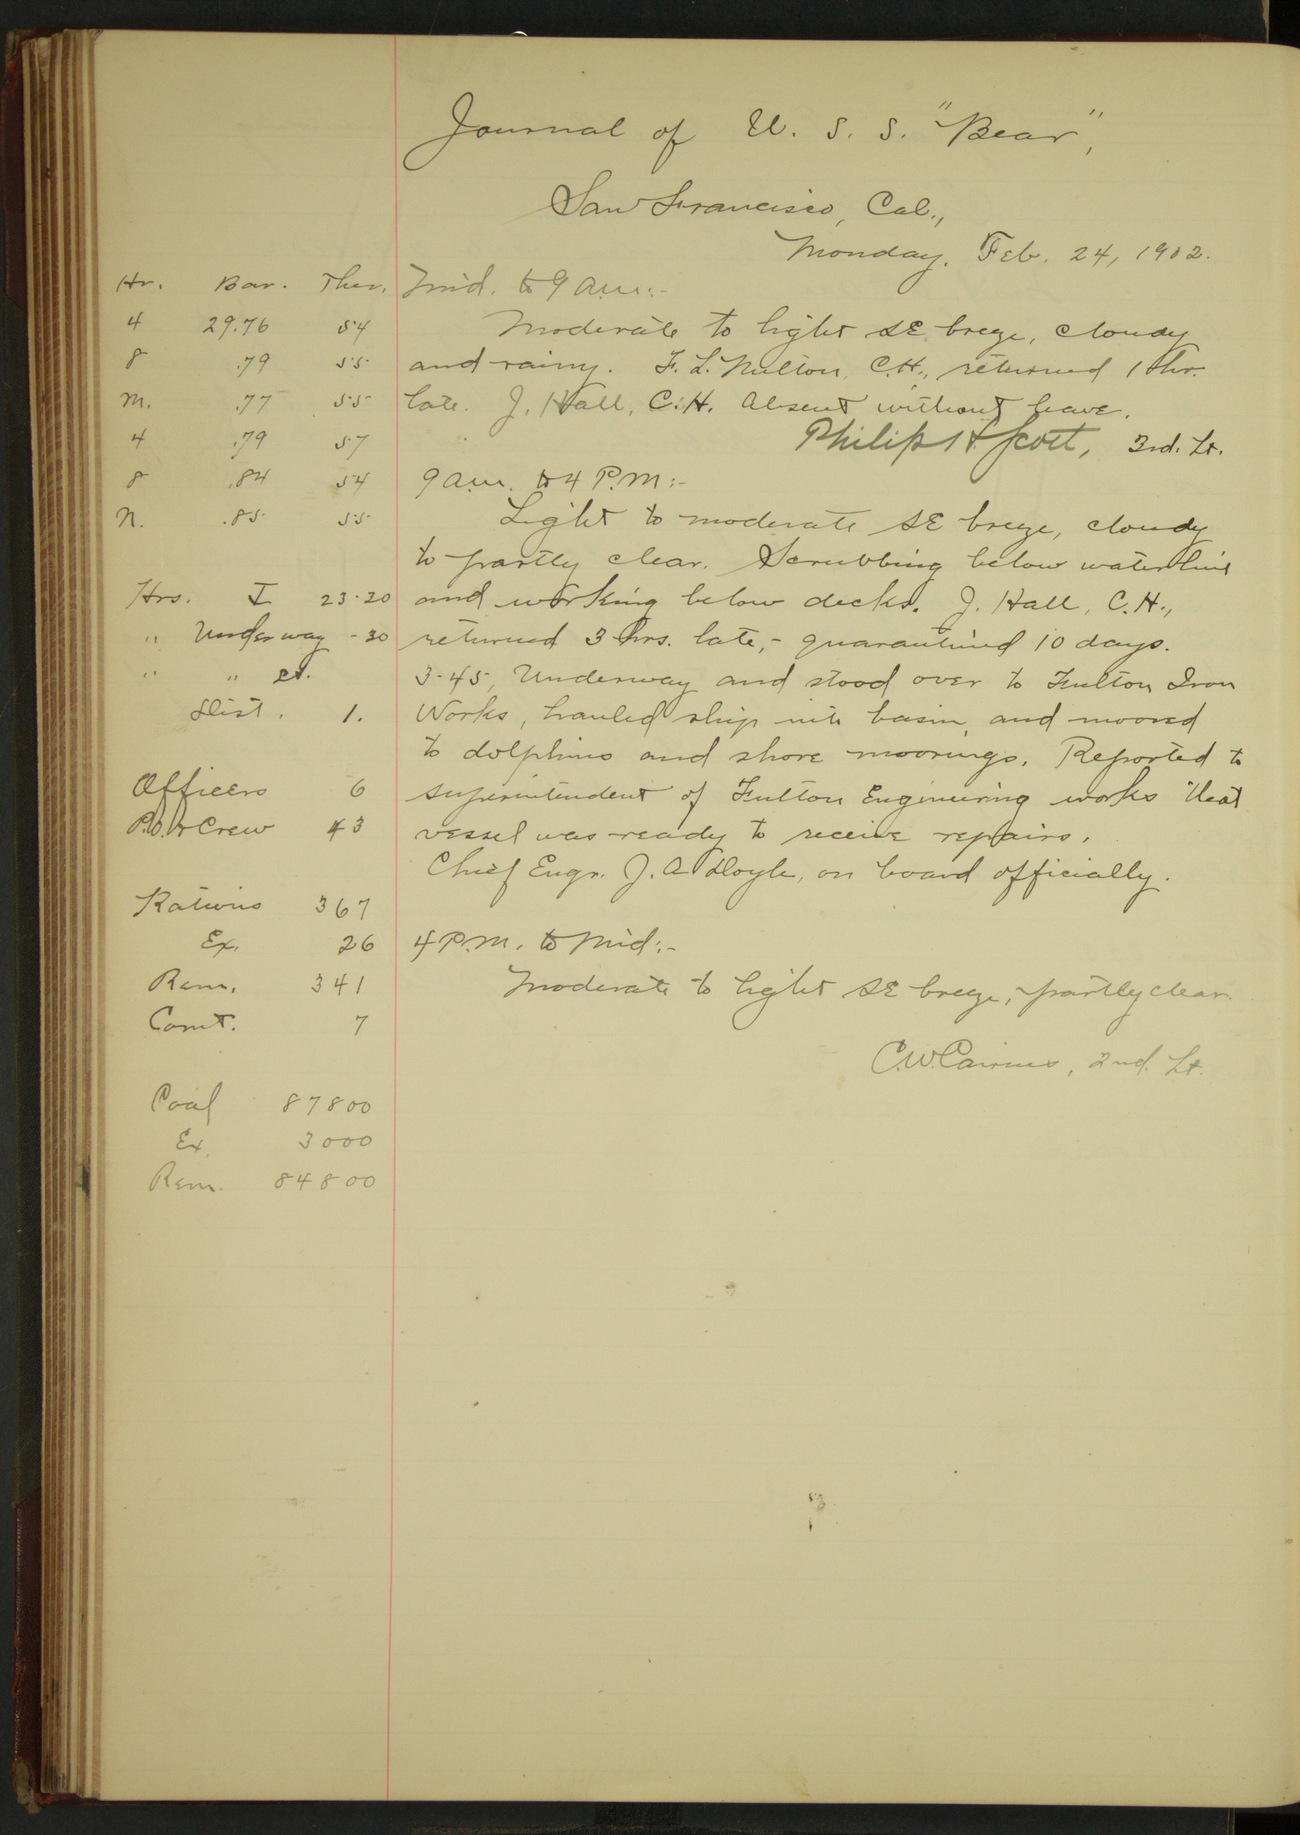 Journal of U. S. S. "Bear",
San Francisco, Cal.,
Monday, Feb. 24, 1902.
Hr. Bar. Ther.
4 29.76 54
8 .79 55
M. .77 55
4 .79 57
8 .84 54
N. .85 55
Hrs. 23-20
" Underway -30
" "
Dist. 1.
Officers 6
P.O. & Crew 43
Rations 367
Ex. 26
Rem. 341
Comt. 7
Coal 87800
Ex. 3000
Rem. 84800
Mid. to 9 a.m.:-
Moderate to light SE breeze, cloudy
and rainy. F. L. C.H., returned 1 hr.
late. J. Hall, C.H. Absent without leave.
Philip H Scott, 3rd. Lt.
9 a.m. to 4 P.M:-
Light to moderate SE breeze, cloudy
to partly clear. Scrubbing below waterline
and working below decks. J. Hall, C.H.,
returned 3 hrs. late,- quarantined 10 days.
3-45, Underway and stood over to Fulton Iron
Works, hauled ship into basin and moored
to dolphins and shore moorings. Reported to
superintendent of Fulton Engineering works that
vessel was ready to receive repairs.
Chief Engr. J. A Doyle, on board officially.
4 P.M. to Mid:-
Moderate to light SE breeze, partly clear.
C.W. Cairnes, 2nd. Lt.